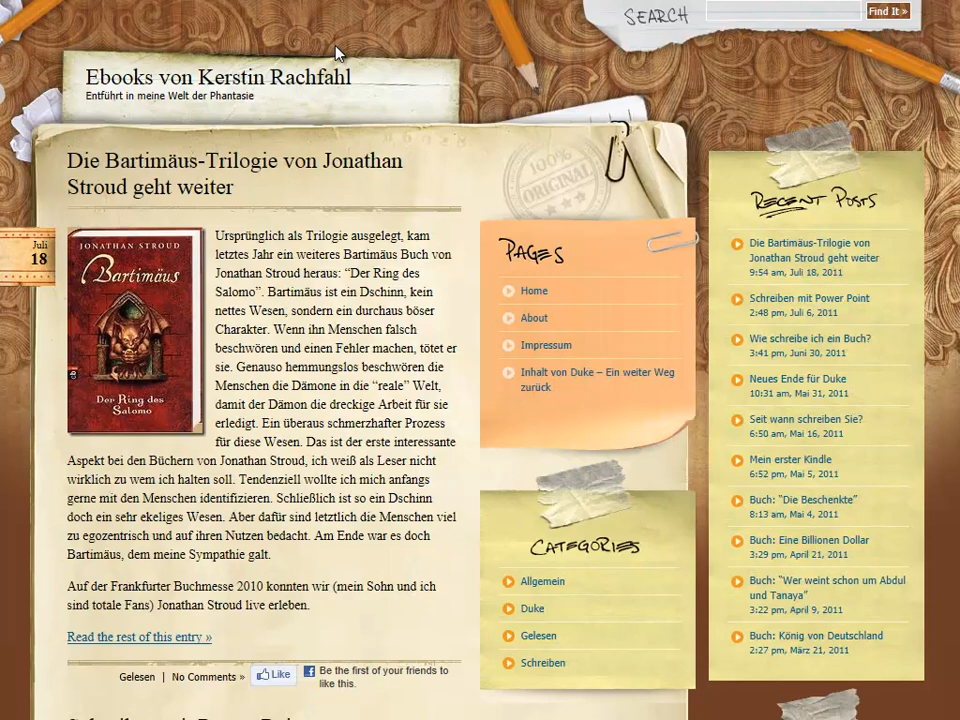 SEARCH
Find It »
Ebooks von Kerstin Rachfahl
Entführt in meine Welt der Phantasie
Die Bartimäus-Trilogie von Jonathan
Stroud geht weiter
100%
ORIGINAL
Juli
18
JONATHAN STROUD
Bartimäus
Der Ring des
Salomo
cbj
Ursprünglich als Trilogie ausgelegt, kam
letztes Jahr ein weiteres Bartimäus Buch von
Jonathan Stroud heraus: “Der Ring des
Salomo”. Bartimäus ist ein Dschinn, kein
nettes Wesen, sondern ein durchaus böser
Charakter. Wenn ihn Menschen falsch
beschwören und einen Fehler machen, tötet er
sie. Genauso hemmungslos beschwören die
Menschen die Dämone in die “reale” Welt,
damit der Dämon die dreckige Arbeit für sie
erledigt. Ein überaus schmerzhafter Prozess
für diese Wesen. Das ist der erste interessante
Aspekt bei den Büchern von Jonathan Stroud, ich weiß als Leser nicht
wirklich zu wem ich halten soll. Tendenziell wollte ich mich anfangs
gerne mit den Menschen identifizieren. Schließlich ist so ein Dschinn
doch ein sehr ekeliges Wesen. Aber dafür sind letztlich die Menschen viel
zu egozentrisch und auf ihren Nutzen bedacht. Am Ende war es doch
Bartimäus, dem meine Sympathie galt.
Auf der Frankfurter Buchmesse 2010 konnten wir (mein Sohn und ich
sind totale Fans) Jonathan Stroud live erleben.
Read the rest of this entry »
Gelesen | No Comments »
Like
Be the first of your friends to
like this.
PAGES
Home
About
Impressum
Inhalt von Duke – Ein weiter Weg
zurück
CATEGORIES
Allgemein
Duke
Gelesen
Schreiben
RECENT POSTS
Die Bartimäus-Trilogie von
Jonathan Stroud geht weiter
9:54 am, Juli 18, 2011
Schreiben mit Power Point
2:48 pm, Juli 6, 2011
Wie schreibe ich ein Buch?
3:41 pm, Juni 30, 2011
Neues Ende für Duke
10:31 am, Mai 31, 2011
Seit wann schreiben Sie?
6:50 am, Mai 16, 2011
Mein erster Kindle
6:52 pm, Mai 5, 2011
Buch: “Die Beschenkte”
8:13 am, Mai 4, 2011
Buch: Eine Billionen Dollar
3:29 pm, April 21, 2011
Buch: “Wer weint schon um Abdul
und Tanaya”
3:22 pm, April 9, 2011
Buch: König von Deutschland
2:27 pm, März 21, 2011